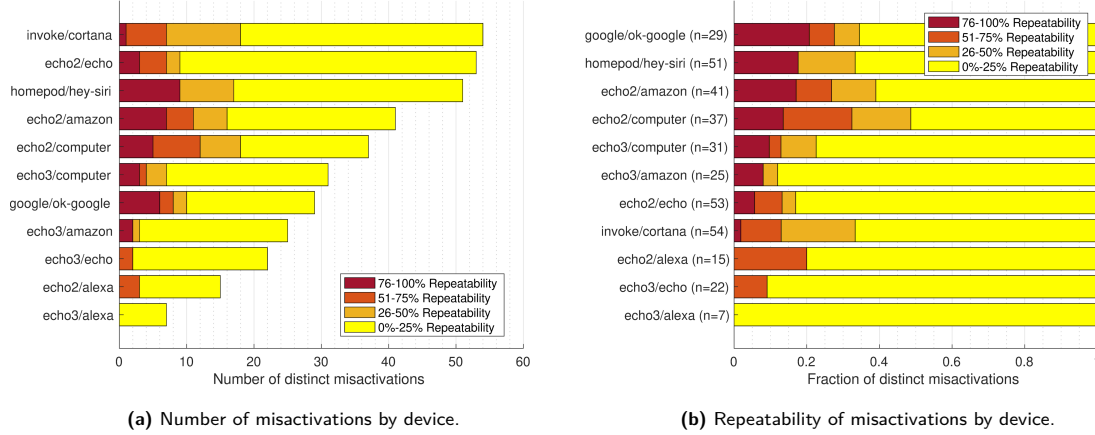 invoke/cortana
echo2/echo
homepod/hey-siri
echo2/amazon
echo2/computer
echo3/computer
google/ok-google
echo3/amazon
echo3/echo
echo2/alexa
echo3/alexa
76-100% Repeatability
51-75% Repeatability
26-50% Repeatability
0%-25% Repeatability
0 10 20 30 40 50 60
Number of distinct misactivations
(a) Number of misactivations by device.
google/ok-google (n=29)
homepod/hey-siri (n=51)
echo2/amazon (n=41)
echo2/computer (n=37)
echo3/computer (n=31)
echo3/amazon (n=25)
echo2/echo (n=53)
invoke/cortana (n=54)
echo2/alexa (n=15)
echo3/echo (n=22)
echo3/alexa (n=7)
76-100% Repeatability
51-75% Repeatability
26-50% Repeatability
0%-25% Repeatability
0 0.2 0.4 0.6 0.8
Fraction of distinct misactivations
(b) Repeatability of misactivations by device.